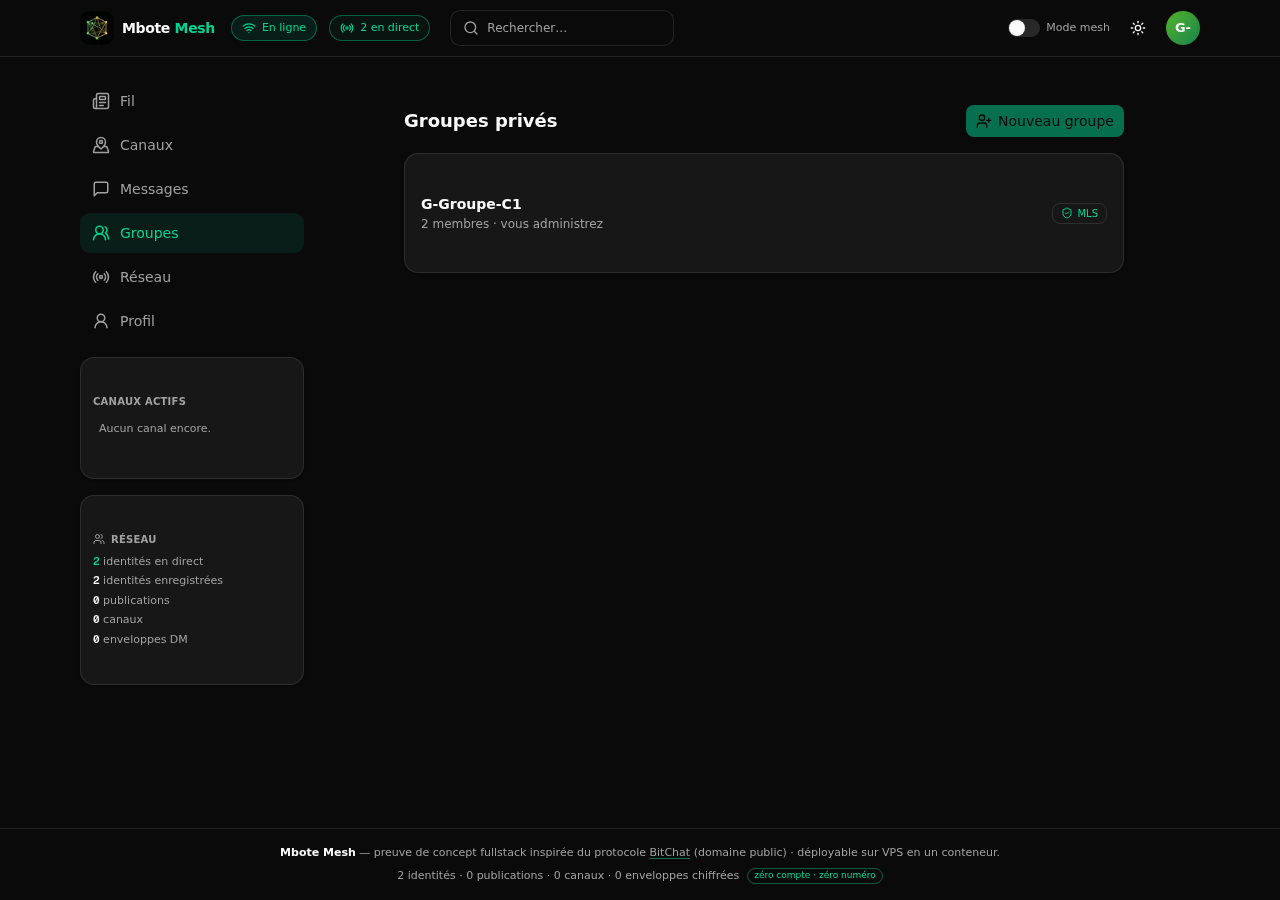 Mbote Mesh
En ligne
2 en direct
Rechercher...
Mode mesh
G-
Fil
Canaux
Messages
Groupes
Réseau
Profil
CANAUX ACTIFS
Aucun canal encore.
RÉSEAU
2 identités en direct
2 identités enregistrées
0 publications
0 canaux
0 enveloppes DM
Groupes privés
Nouveau groupe
G-Groupe-C1
2 membres · vous administrez
MLS
Mbote Mesh — preuve de concept fullstack inspirée du protocole BitChat (domaine public) · déployable sur VPS en un conteneur.
2 identités · 0 publications · 0 canaux · 0 enveloppes chiffrées
zéro compte · zéro numéro